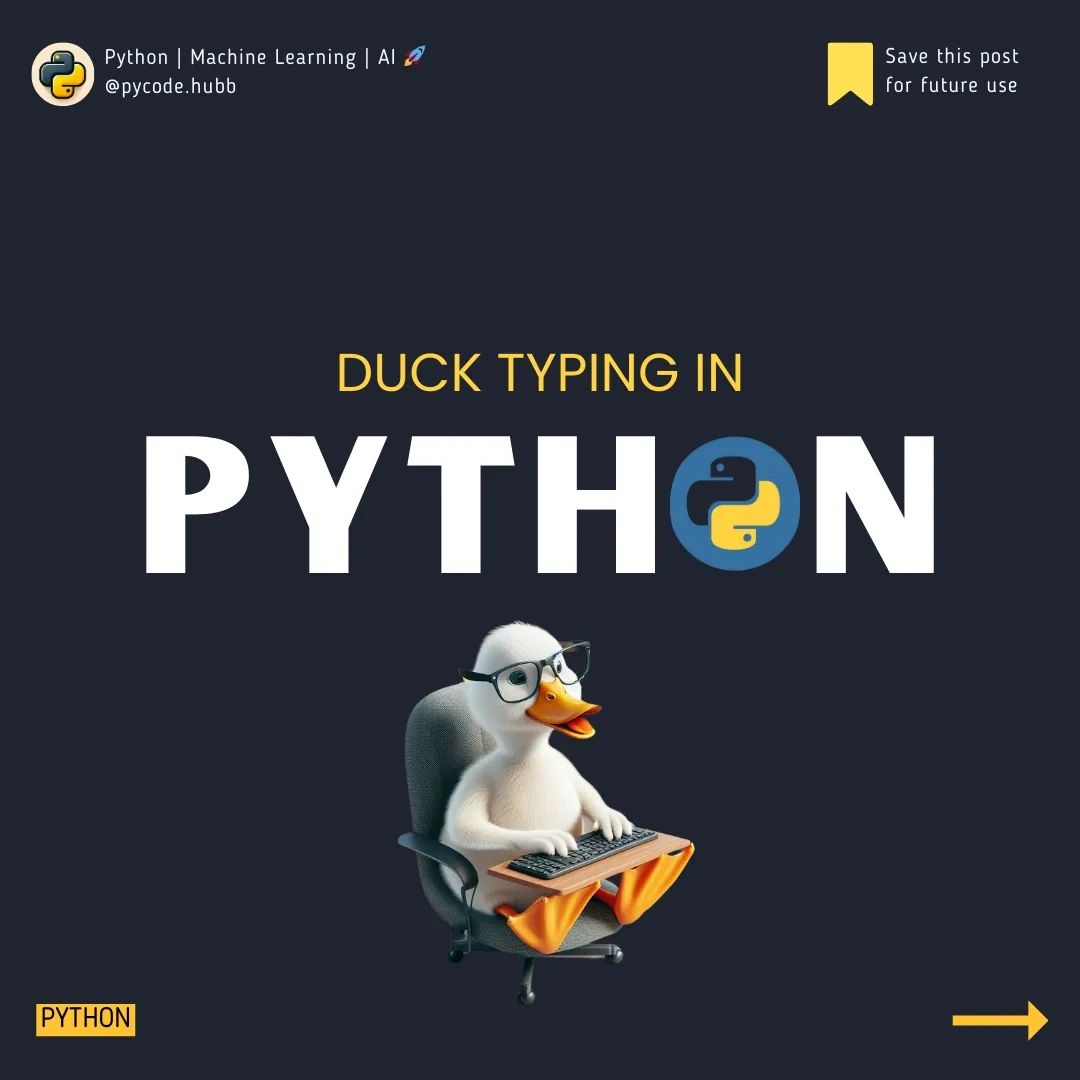 Python | Machine Learning | AI 🚀
@pycode.hubb
Save this post
for future use
DUCK TYPING IN
PYTHON
PYTHON